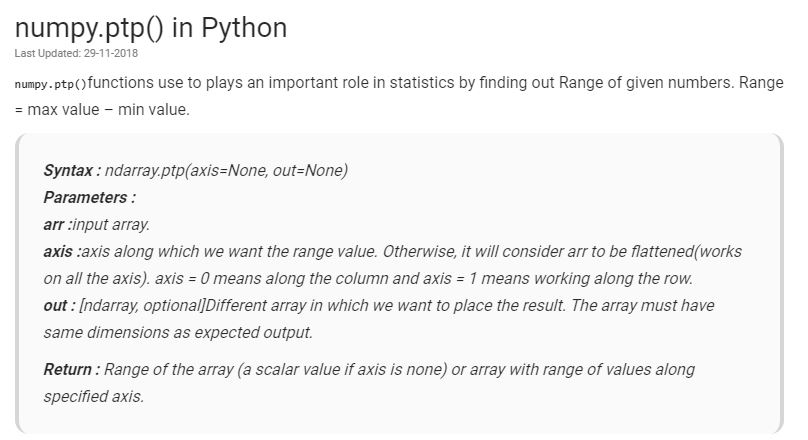 numpy.ptp() in Python
Last Updated: 29-11-2018
numpy.ptp()functions use to plays an important role in statistics by finding out Range of given numbers. Range
= max value – min value.
Syntax : ndarray.ptp(axis=None, out=None)
Parameters :
arr :input array.
axis :axis along which we want the range value. Otherwise, it will consider arr to be flattened(works
on all the axis). axis = 0 means along the column and axis = 1 means working along the row.
out : [ndarray, optional]Different array in which we want to place the result. The array must have
same dimensions as expected output.
Return : Range of the array (a scalar value if axis is none) or array with range of values along
specified axis.